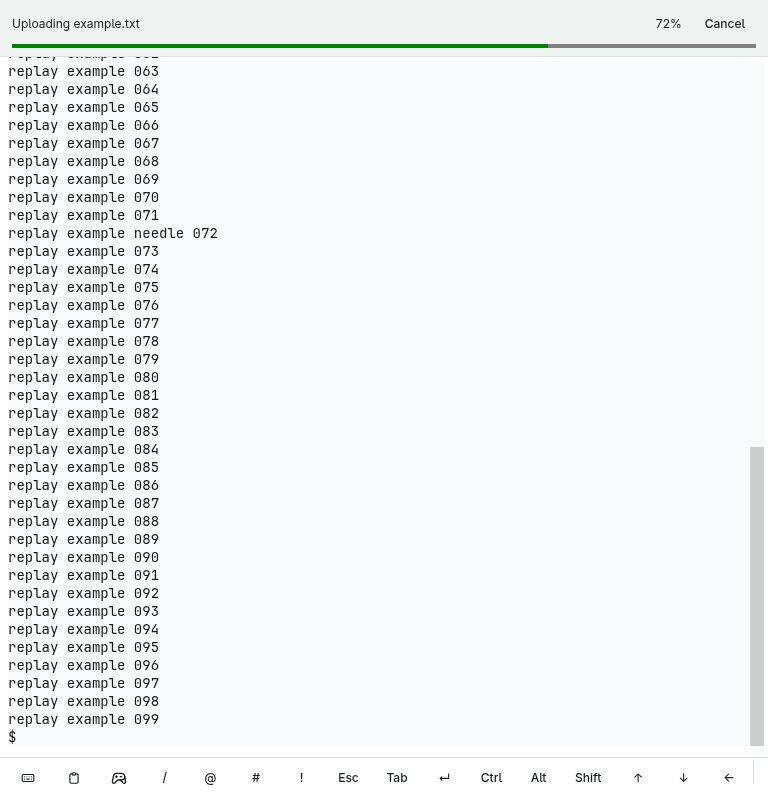 Uploading example.txt 72% Cancel
replay example 063
replay example 064
replay example 065
replay example 066
replay example 067
replay example 068
replay example 069
replay example 070
replay example 071
replay example needle 072
replay example 073
replay example 074
replay example 075
replay example 076
replay example 077
replay example 078
replay example 079
replay example 080
replay example 081
replay example 082
replay example 083
replay example 084
replay example 085
replay example 086
replay example 087
replay example 088
replay example 089
replay example 090
replay example 091
replay example 092
replay example 093
replay example 094
replay example 095
replay example 096
replay example 097
replay example 098
replay example 099
$
/ @ # ! Esc Tab ↵ Ctrl Alt Shift ↑ ↓ ←